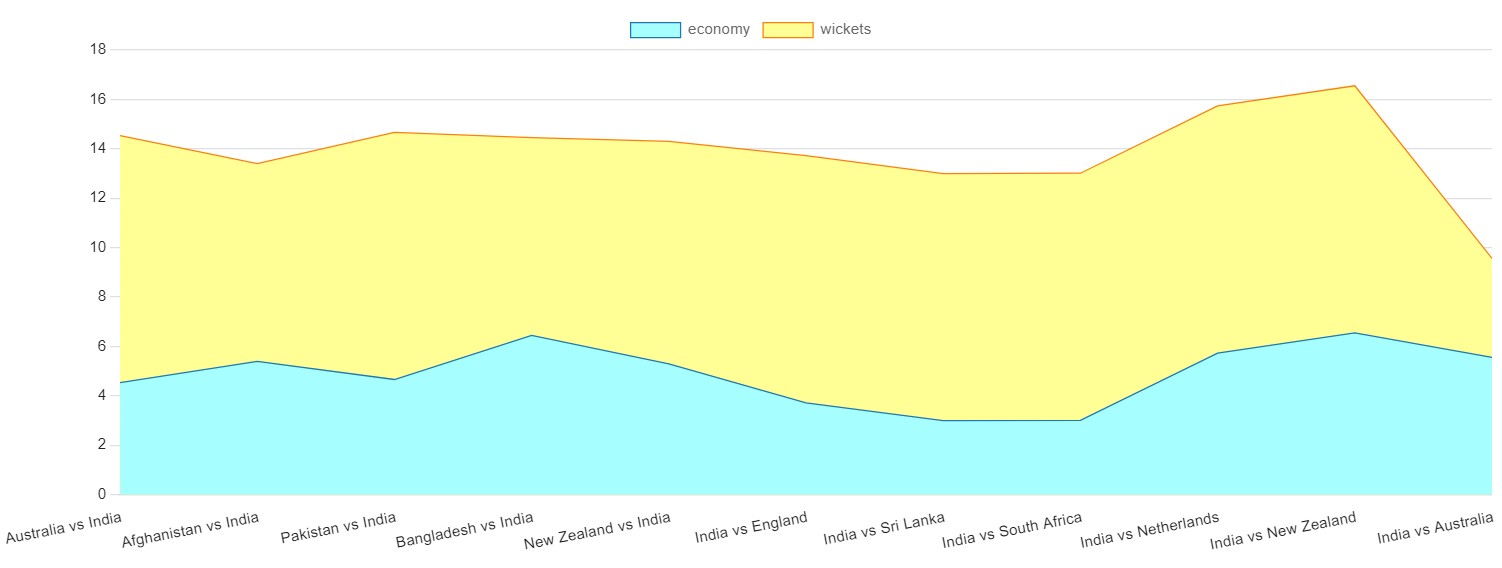 economy wickets
18
16
14
12
10
8
6
4
2
0
Australia vs India
Afghanistan vs India
Pakistan vs India
Bangladesh vs India
New Zealand vs India
India vs England
India vs Sri Lanka
India vs South Africa
India vs Netherlands
India vs New Zealand
India vs Australia